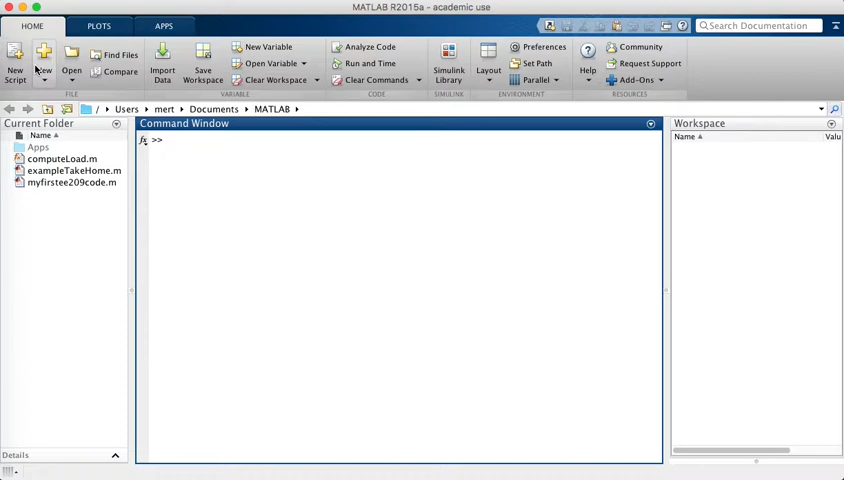 MATLAB R2015a - academic use
HOME PLOTS APPS
Search Documentation
New Script
New
Open
Find Files
Compare
FILE
Import Data
Save Workspace
New Variable
Open Variable
Clear Workspace
VARIABLE
Analyze Code
Run and Time
Clear Commands
CODE
Simulink Library
SIMULINK
Layout
Preferences
Set Path
Parallel
ENVIRONMENT
Help
Community
Request Support
Add-Ons
RESOURCES
/ Users mert Documents MATLAB
Current Folder
Name
Apps
computeLoad.m
exampleTakeHome.m
myfirstee209code.m
Details
Command Window
fx >>
Workspace
Name Valu